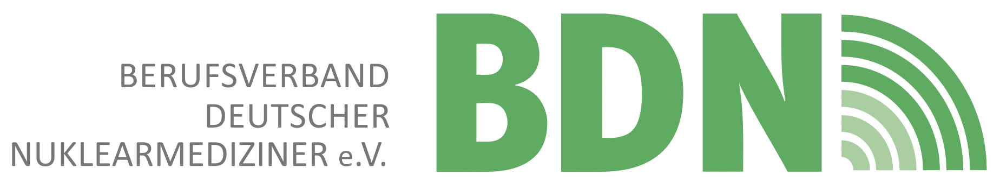 BERUFSVERBAND
DEUTSCHER
NUKLEARMEDIZINER e.V.
BDN